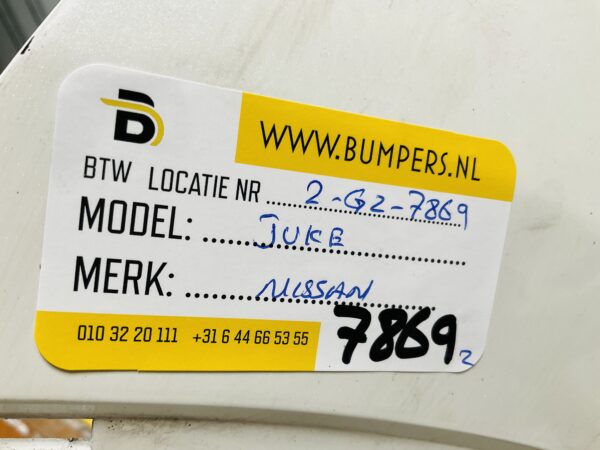 B
WWW.BUMPERS.NL
BTW LOCATIE NR 2-G2-7869
MODEL: JUKE
MERK: NISSAN
010 32 20 111 +31 6 44 66 53 55
7869 2